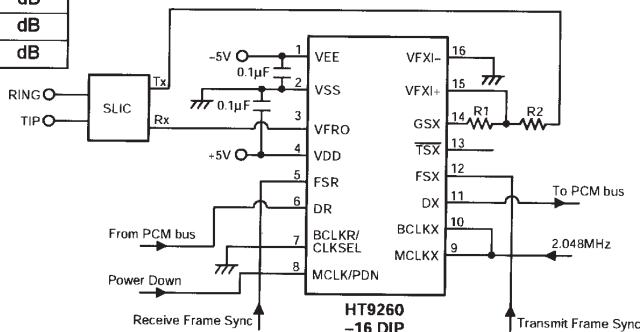 dB
dB
dB
RING
TIP
SLIC
Tx
Rx
–5V
0.1μF
0.1μF
+5V
1 VEE
2 VSS
3 VFRO
4 VDD
5 FSR
6 DR
7 BCLKR/
CLKSEL
8 MCLK/PDN
VFXI– 16
VFXI+ 15
GSX 14
R1
R2
TSX 13
FSX 12
DX 11
BCLKX 10
MCLKX 9
To PCM bus
2.048MHz
From PCM bus
Power Down
Receive Frame Sync
HT9260
–16 DIP
Transmit Frame Sync